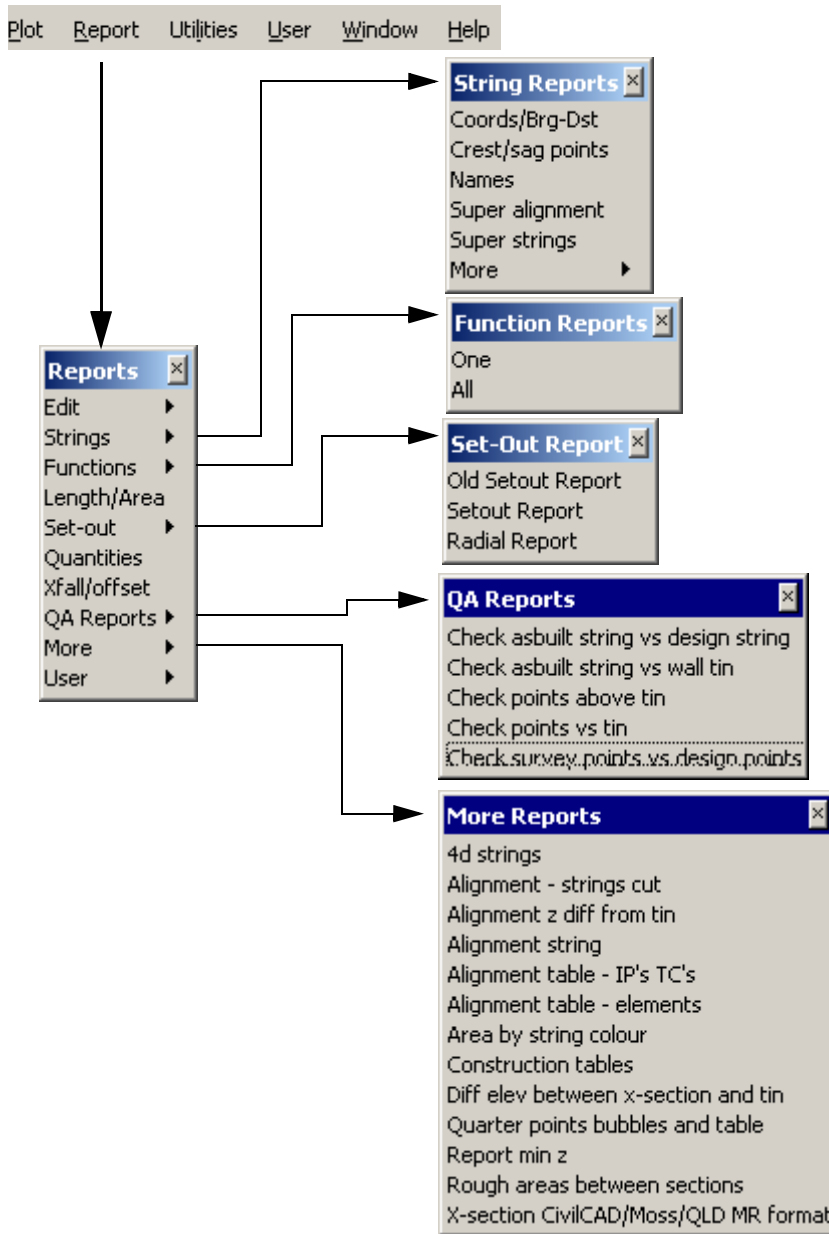 Plot Report Utilities User Window Help
String Reports
Coords/Brg-Dst
Crest/sag points
Names
Super alignment
Super strings
More
Function Reports
One
All
Reports
Edit
Strings
Functions
Length/Area
Set-out
Quantities
Xfall/offset
QA Reports
More
User
Set-Out Report
Old Setout Report
Setout Report
Radial Report
QA Reports
Check asbuilt string vs design string
Check asbuilt string vs wall tin
Check points above tin
Check points vs tin
Check survey points vs design points
More Reports
4d strings
Alignment - strings cut
Alignment z diff from tin
Alignment string
Alignment table - IP's TC's
Alignment table - elements
Area by string colour
Construction tables
Diff elev between x-section and tin
Quarter points bubbles and table
Report min z
Rough areas between sections
X-section CivilCAD/Moss/QLD MR format